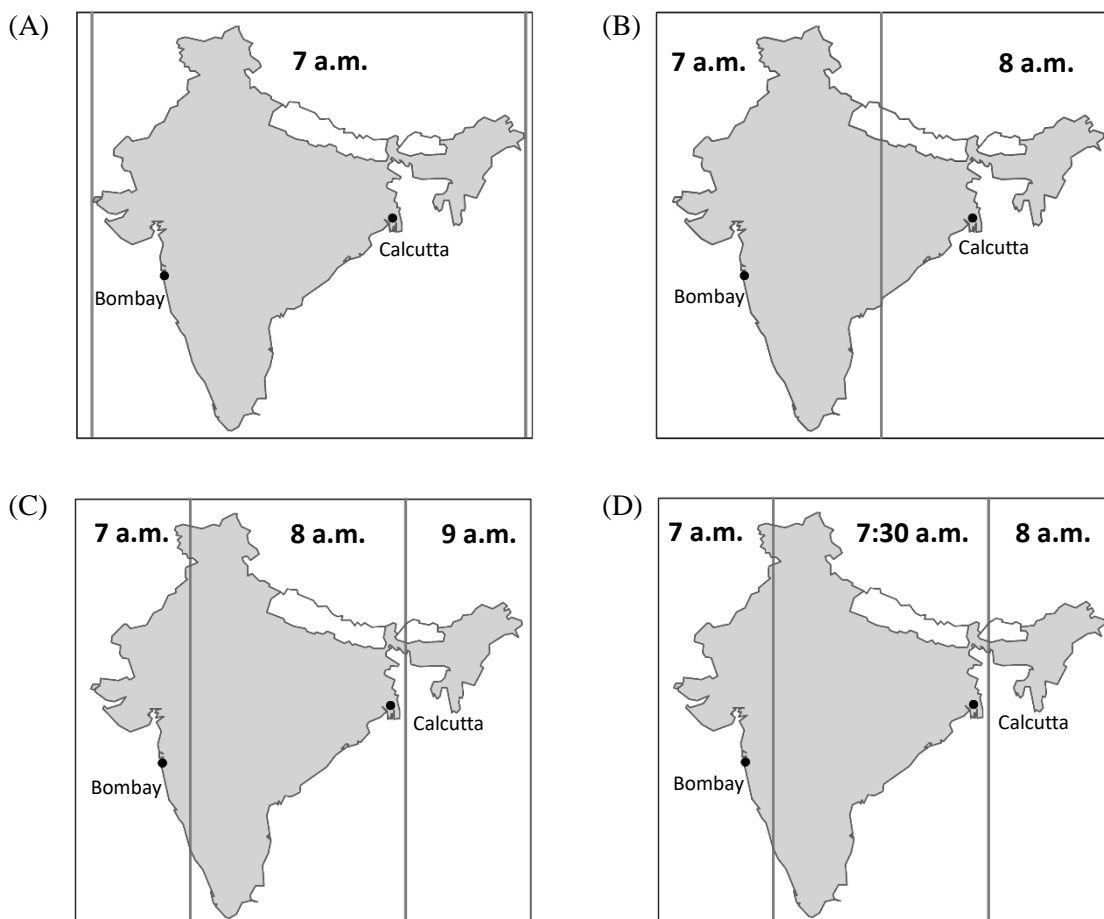 (A)
7 a.m.
Calcutta
Bombay
(B)
7 a.m.
8 a.m.
Calcutta
Bombay
(C)
7 a.m.
8 a.m.
9 a.m.
Calcutta
Bombay
(D)
7 a.m.
7:30 a.m.
8 a.m.
Calcutta
Bombay